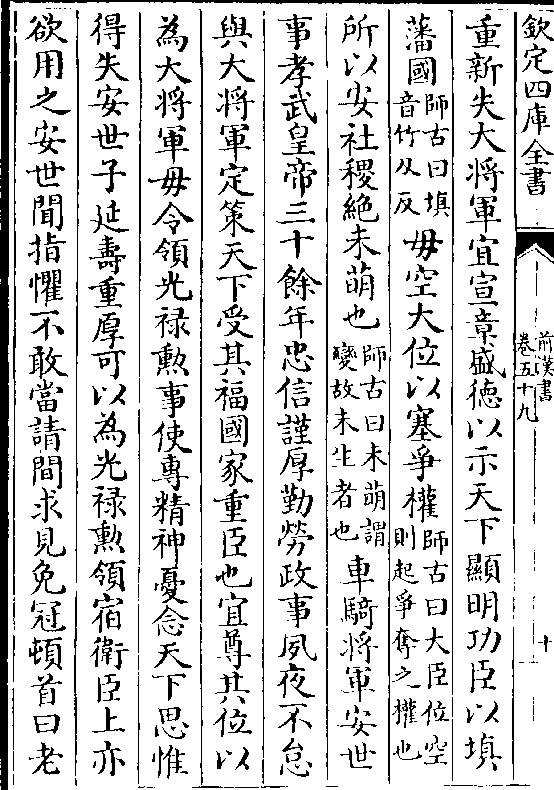 欽定四庫全書
前漢書
卷五十九
十
重新失大將軍宜宣章盛德以示天下顯明功臣以填
藩國師古曰填音竹刄反毋空大位以塞爭權師古曰大臣位空則起爭奪之權也
所以安社稷絶未萌也師古曰未萌謂變故未生者也車騎將軍安世
事孝武皇帝三十餘年忠信謹厚勤勞政事夙夜不怠
與大將軍定策天下受其福國家重臣也宜尊其位以
為大將軍毋令領光禄勲事使專精神憂念天下思惟
得失安世子延壽重厚可以為光禄勲領宿衛臣上亦
欲用之安世聞指懼不敢當請間求見免冠頓首曰老